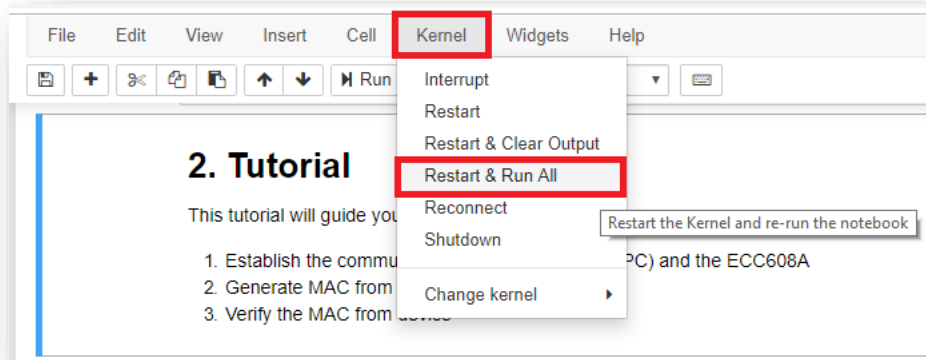 File Edit View Insert Cell Kernel Widgets Help
Run
Interrupt
Restart
Restart & Clear Output
Restart & Run All
Reconnect
Shutdown
Change kernel
Restart the Kernel and re-run the notebook
2. Tutorial
This tutorial will guide you
1. Establish the commu PC) and the ECC608A
2. Generate MAC from
3. Verify the MAC from device